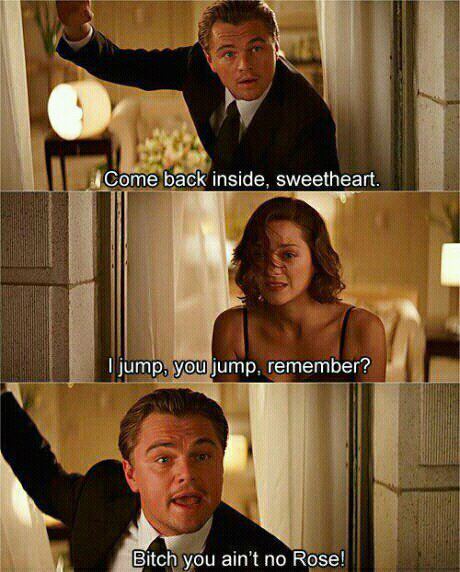 Come back inside, sweetheart.
I jump, you jump, remember?
Bitch you ain't no Rose!